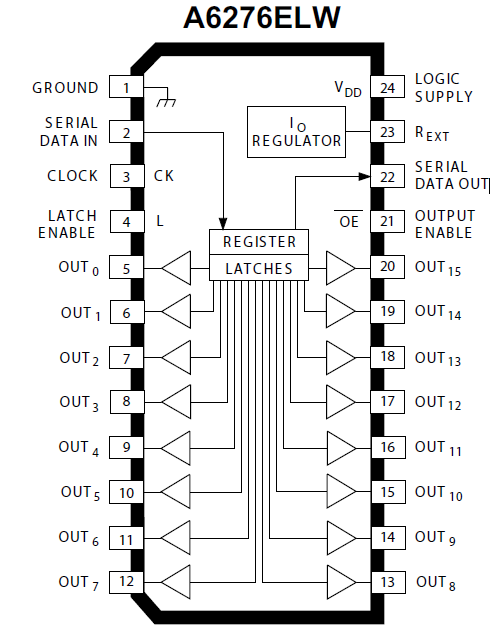 A6276ELW
GROUND 1
SERIAL
DATA IN 2
CLOCK 3 CK
LATCH
ENABLE 4 L
OUT0 5
OUT1 6
OUT2 7
OUT3 8
OUT4 9
OUT5 10
OUT6 11
OUT7 12
IO
REGULATOR
REGISTER
LATCHES
VDD 24 LOGIC
SUPPLY
23 REXT
22 SERIAL
DATA OUT
OE 21 OUTPUT
ENABLE
20 OUT15
19 OUT14
18 OUT13
17 OUT12
16 OUT11
15 OUT10
14 OUT9
13 OUT8